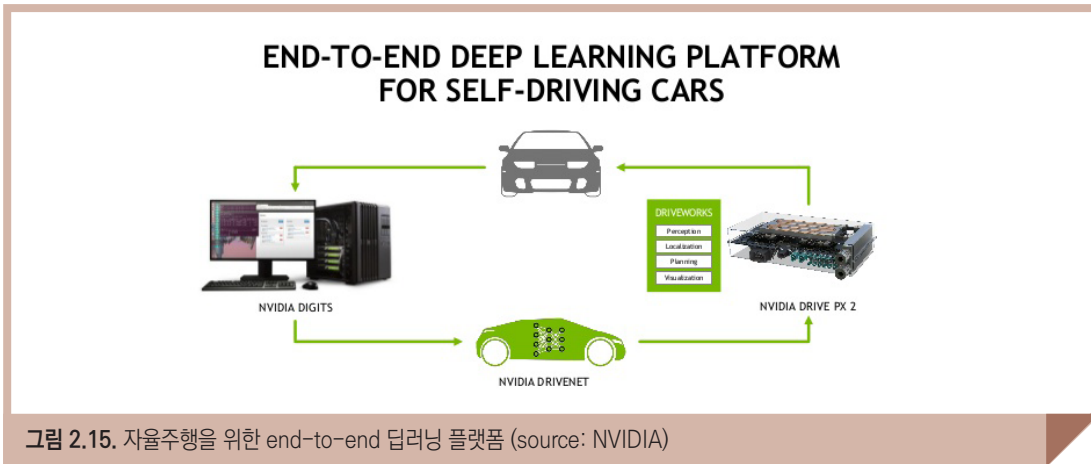 END-TO-END DEEP LEARNING PLATFORM
FOR SELF-DRIVING CARS
DRIVEWORKS
Perception
Localization
Planning
Visualization
NVIDIA DIGITS
NVIDIA DRIVE PX 2
NVIDIA DRIVENET
그림 2.15. 자율주행을 위한 end-to-end 딥러닝 플랫폼 (source: NVIDIA)